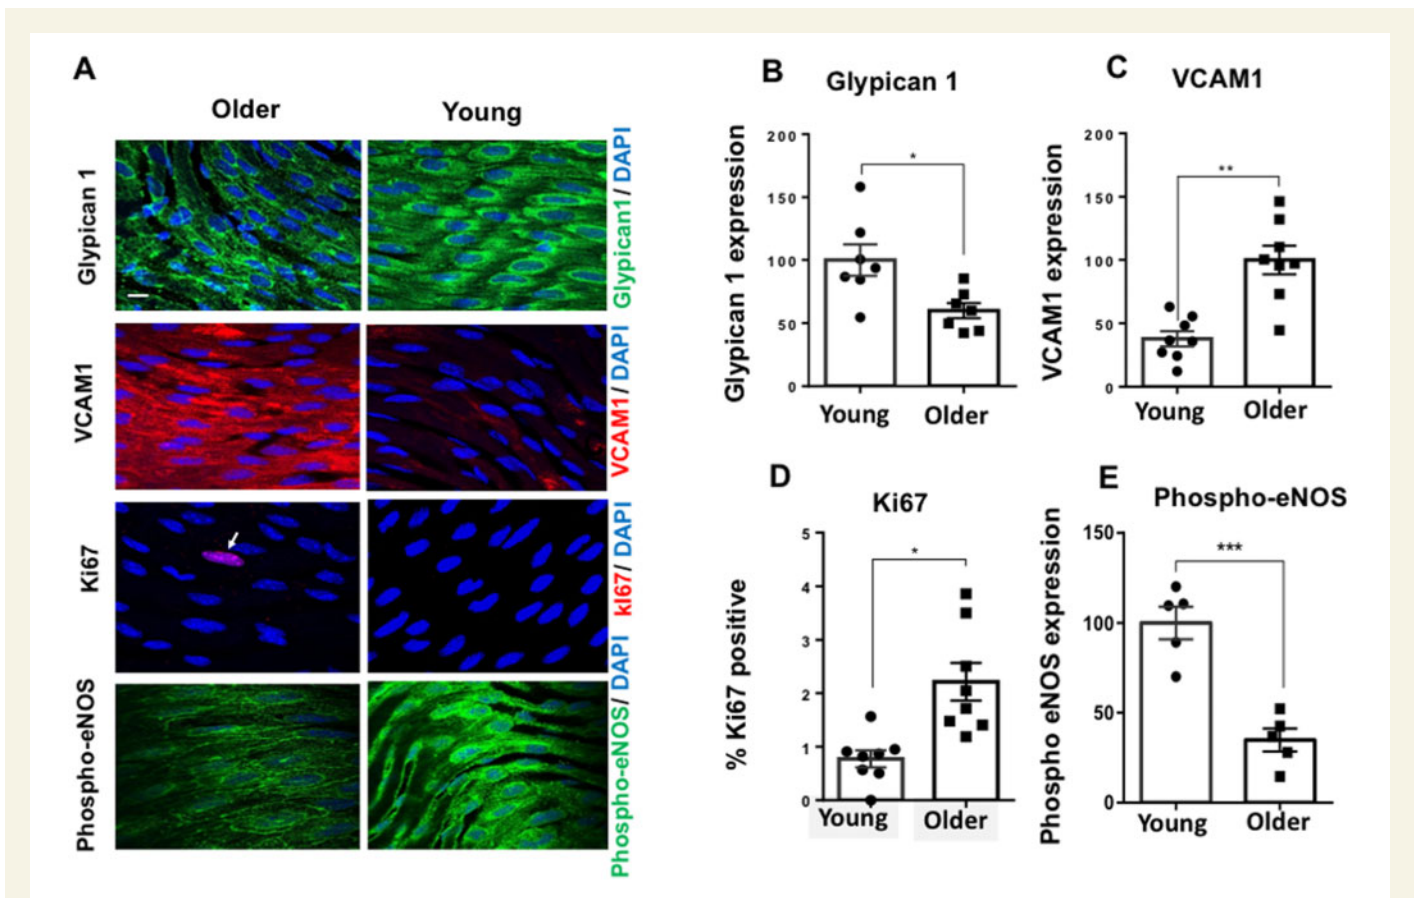 A
Older
Young
Glypican 1
Glypican1 / DAPI
VCAM1
VCAM1 / DAPI
Ki67
kI67/ DAPI
Phospho-eNOS
Phospho-eNOS/ DAPI
B
Glypican 1
Glypican 1 expression
200
150
100
50
0
*
Young
Older
C
VCAM1
VCAM1 expression
200
150
100
50
0
**
Young
Older
D
Ki67
% Ki67 positive
5
4
3
2
1
0
*
Young
Older
E
Phospho-eNOS
Phospho eNOS expression
150
100
50
0
***
Young
Older